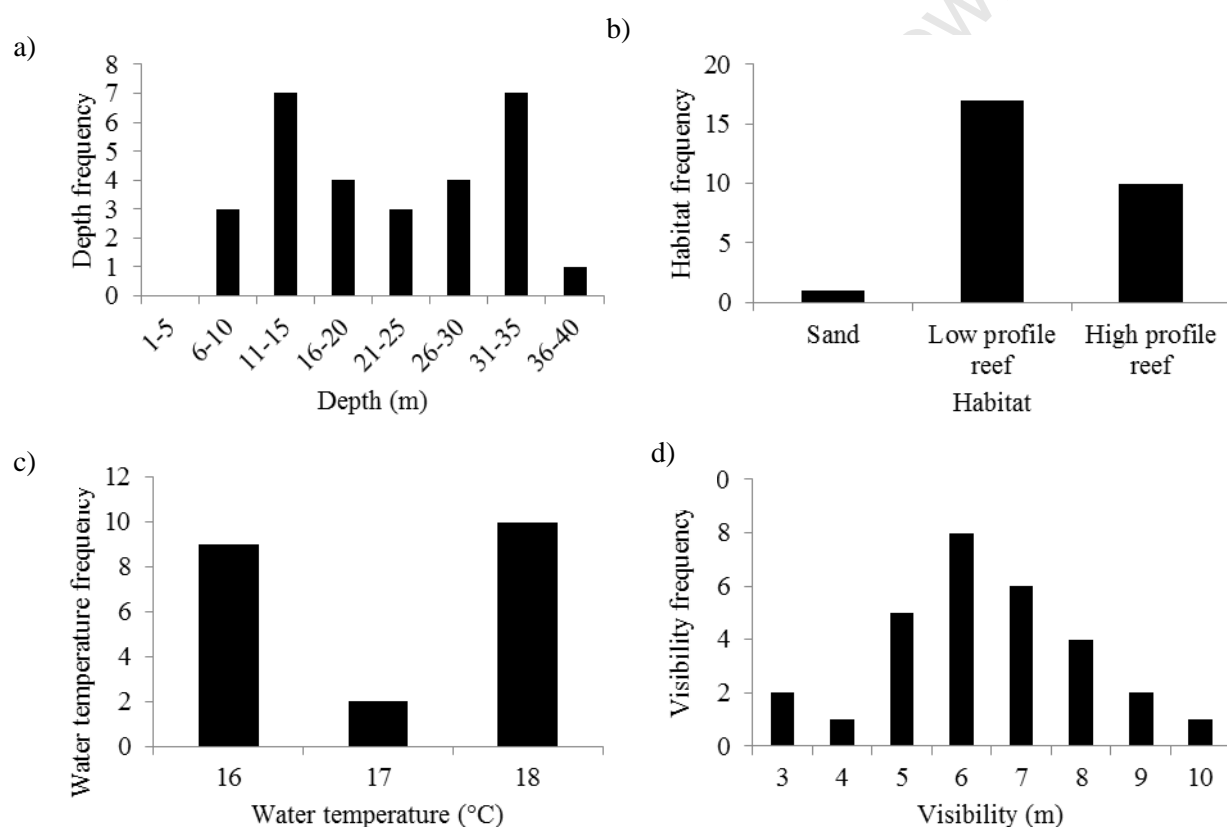 a)
Depth frequency
8
7
6
5
4
3
2
1
0
1-5
6-10
11-15
16-20
21-25
26-30
31-35
36-40
Depth (m)
b)
Habitat frequency
20
15
10
5
0
Sand
Low profile
reef
High profile
reef
Habitat
c)
Water temperature frequency
12
10
8
6
4
2
0
16
17
18
Water temperature (°C)
d)
Visibility frequency
0
8
6
4
2
0
3
4
5
6
7
8
9
10
Visibility (m)